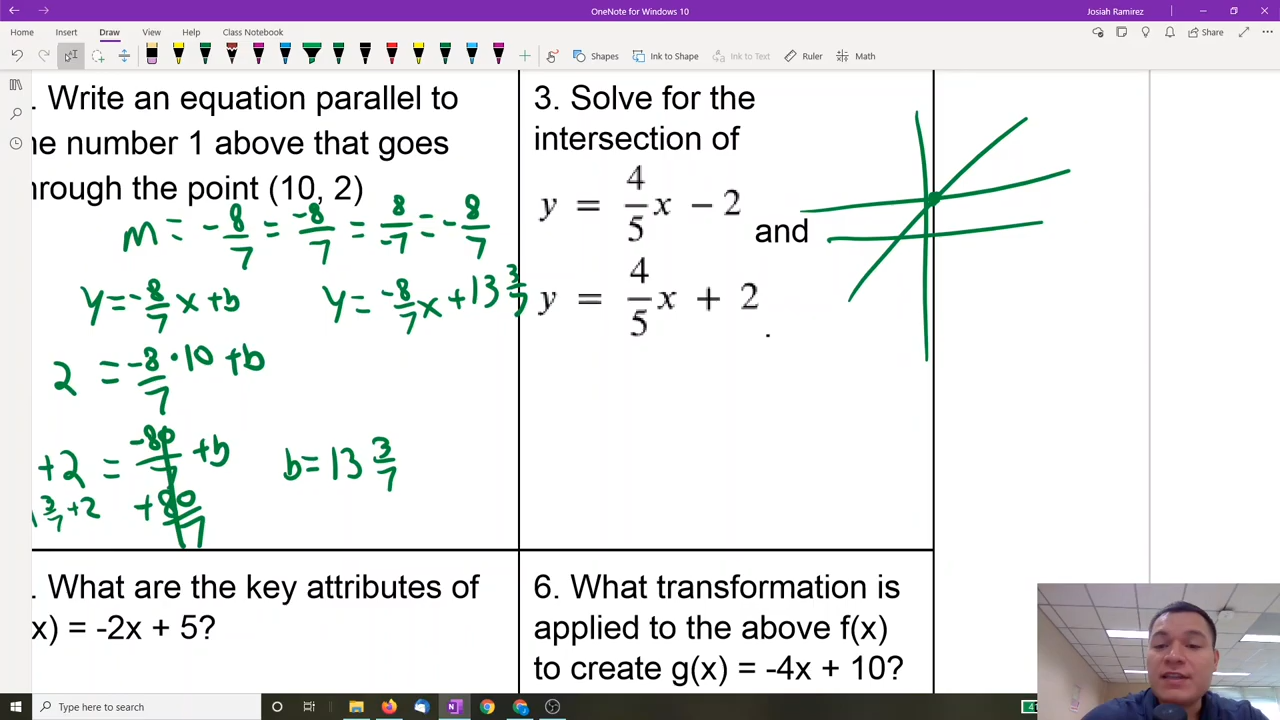 OneNote for Windows 10
Josiah Ramirez
Home Insert Draw View Help Class Notebook
Share
Shapes Ink to Shape Ink to Text Ruler Math
. Write an equation parallel to
he number 1 above that goes
hrough the point (10, 2)
m = -8/7 = -8/7 = 8/-7 = -8/7
y = -8/7 x + b
y = -8/7 x + 13 3/7
2 = -8/7 · 10 + b
+2 = -80/7 + b
3/7 +2 +80/7
b = 13 3/7
3. Solve for the
intersection of
y = 4/5 x − 2
and
y = 4/5 x + 2
.
. What are the key attributes of
x) = -2x + 5?
6. What transformation is
applied to the above f(x)
to create g(x) = -4x + 10?
Type here to search